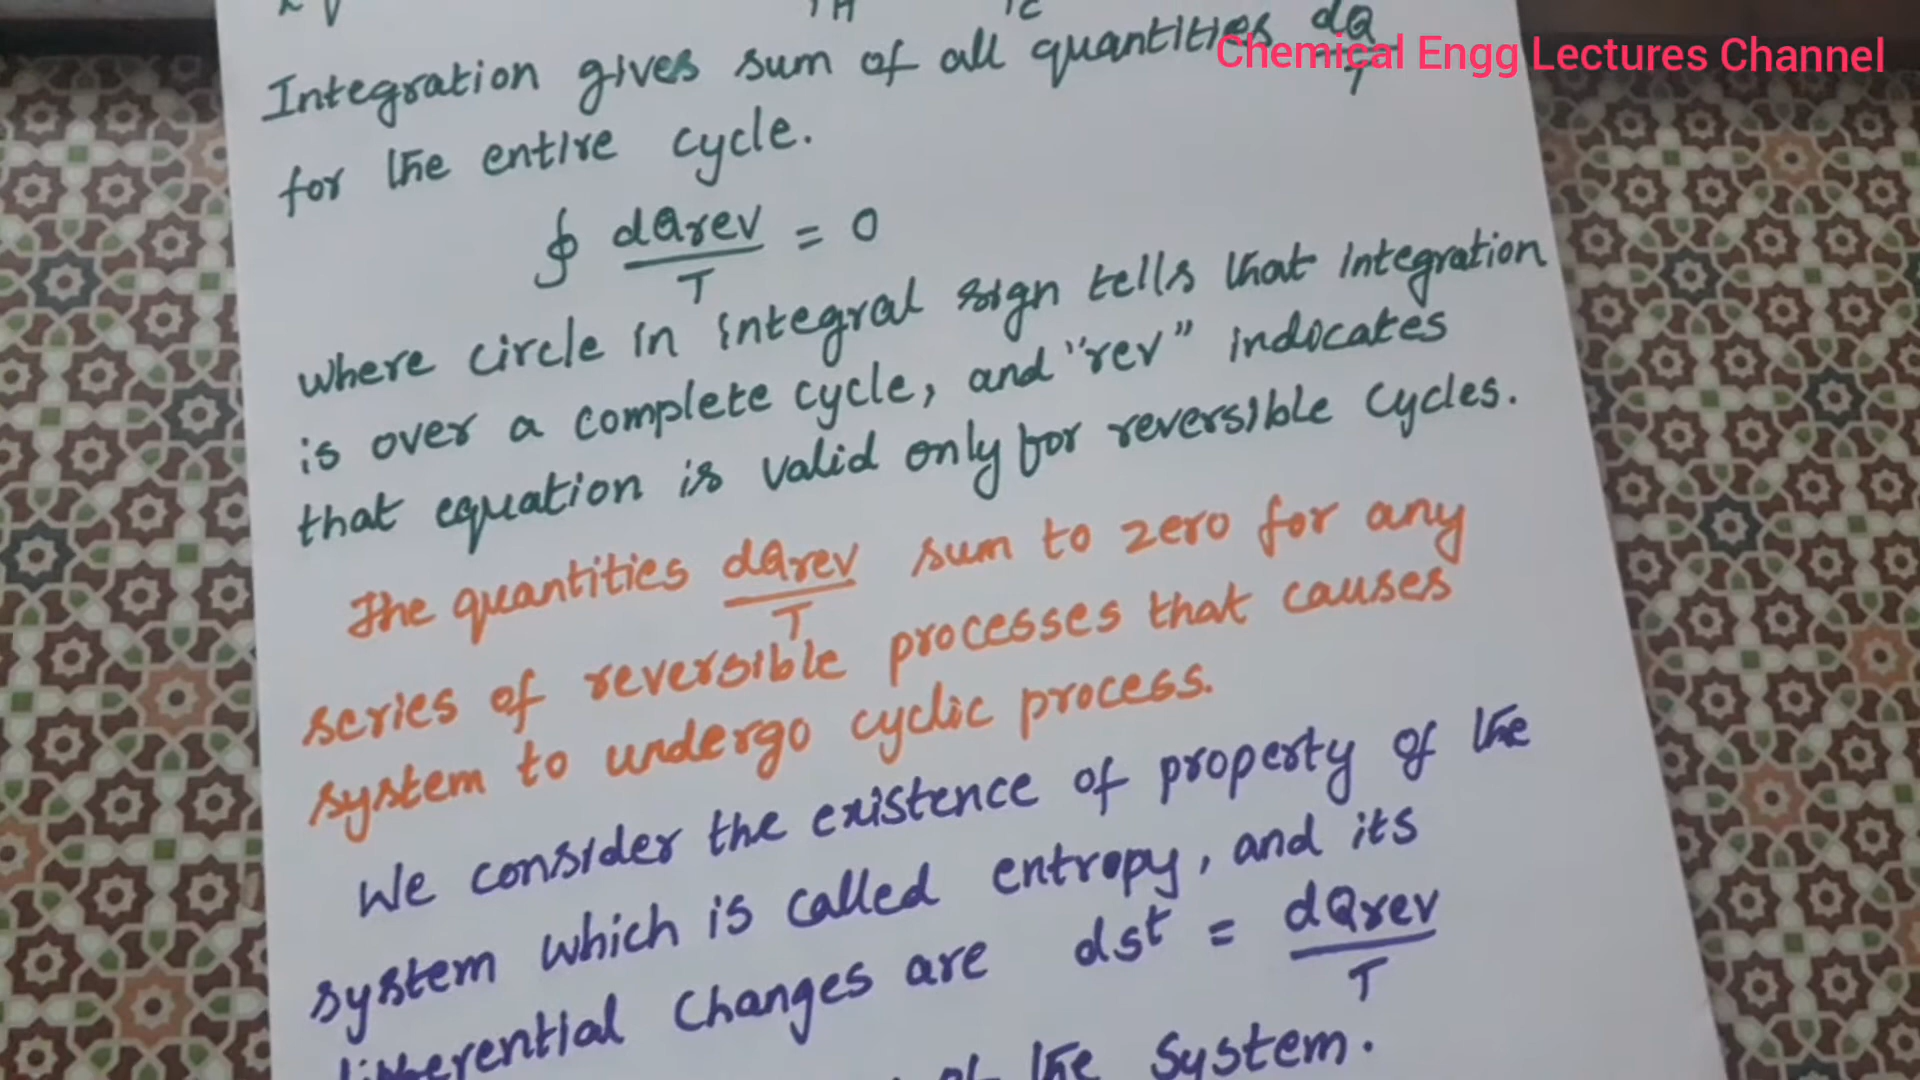 TH TC
Integration gives sum of all quantities dQ/T
Chemical Engg Lectures Channel
for the entire cycle.
∮ dQrev/T = 0
where circle in integral sign tells that integration
is over a complete cycle, and "rev" indicates
that equation is valid only for reversible cycles.
The quantities dQrev/T sum to zero for any
series of reversible processes that causes
system to undergo cyclic process.
We consider the existence of property of the
system which is called entropy, and its
differential changes are dSt = dQrev/T
of the system.